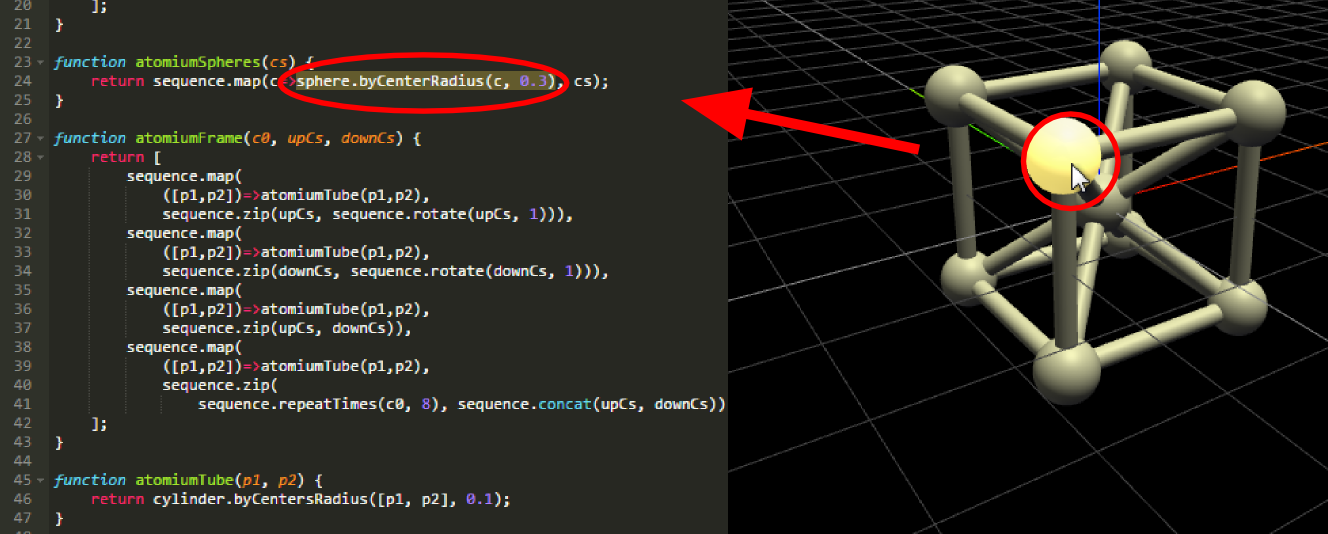 20 ];
21 }
22
23 function atomiumSpheres(cs) {
24 return sequence.map(c=>sphere.byCenterRadius(c, 0.3), cs);
25 }
26
27 function atomiumFrame(c0, upCs, downCs) {
28 return [
29 sequence.map(
30 ([p1,p2])=>atomiumTube(p1,p2),
31 sequence.zip(upCs, sequence.rotate(upCs, 1))),
32 sequence.map(
33 ([p1,p2])=>atomiumTube(p1,p2),
34 sequence.zip(downCs, sequence.rotate(downCs, 1))),
35 sequence.map(
36 ([p1,p2])=>atomiumTube(p1,p2),
37 sequence.zip(upCs, downCs)),
38 sequence.map(
39 ([p1,p2])=>atomiumTube(p1,p2),
40 sequence.zip(
41 sequence.repeatTimes(c0, 8), sequence.concat(upCs, downCs))
42 ];
43 }
44
45 function atomiumTube(p1, p2) {
46 return cylinder.byCentersRadius([p1, p2], 0.1);
47 }